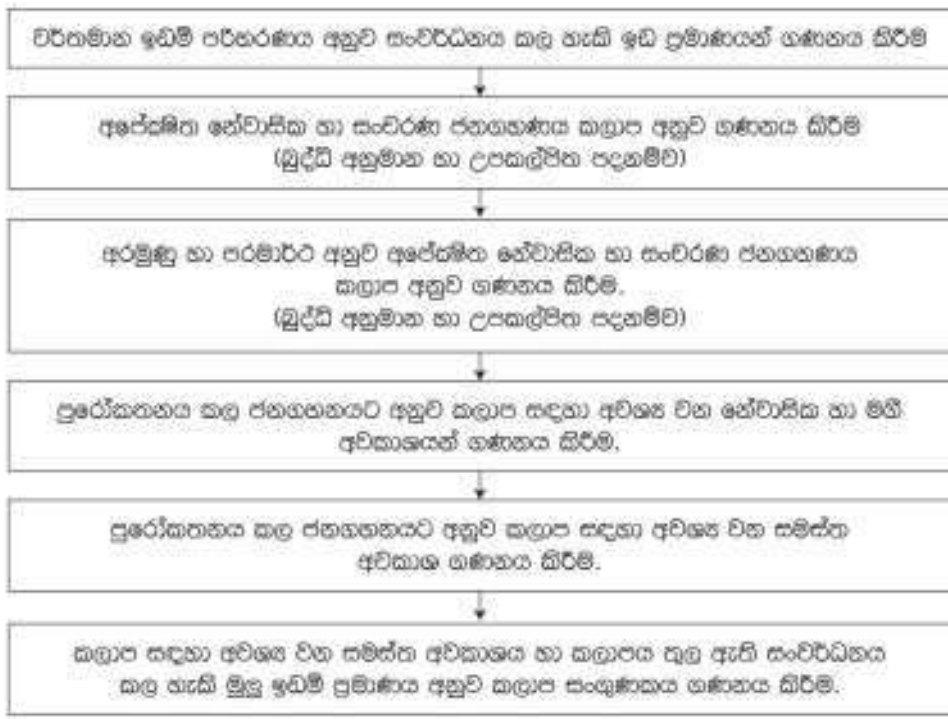 වර්තමාන ඉඩම් පරිහරණය අනුව සංවර්ධනය කල හැකි ඉඩ ප්‍රමාණයන් ගණනය කිරීම
අපේක්ෂිත නේවාසික හා සංචරණ ජනගහණය කලාප අනුව ගණනය කිරීම
(බුද්ධි අනුමාන හා උපකල්පිත පදනම්ව)
අරමුණු හා පරමාර්ථ අනුව අපේක්ෂිත නේවාසික හා සංචරණ ජනගහණය
කලාප අනුව ගණනය කිරීම.
(බුද්ධි අනුමාන හා උපකල්පිත පදනම්ව)
පුරෝකතනය කල ජනගහනයට අනුව කලාප සඳහා අවශ්‍ය වන නේවාසික හා මගී
අවකාශයන් ගණනය කිරීම.
පුරෝකතනය කල ජනගහනයට අනුව කලාප සඳහා අවශ්‍ය වන සමස්ත
අවකාශ ගණනය කිරීම.
කලාප සඳහා අවශ්‍ය වන සමස්ත අවකාශය හා කලාපය තුල ඇති සංවර්ධනය
කල හැකි මුලු ඉඩම් ප්‍රමාණය අනුව කලාප සංගුණකය ගණනය කිරීම.